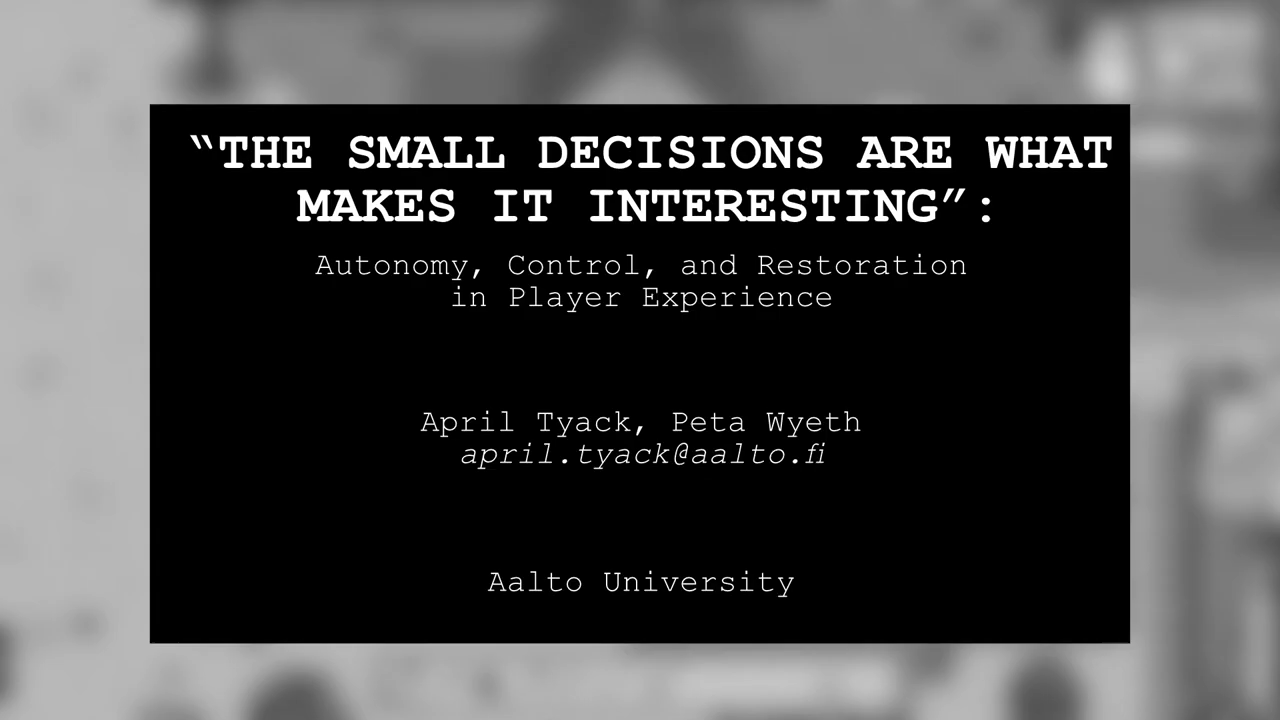 “THE SMALL DECISIONS ARE WHAT
MAKES IT INTERESTING”:
Autonomy, Control, and Restoration
in Player Experience
April Tyack, Peta Wyeth
april.tyack@aalto.fi
Aalto University